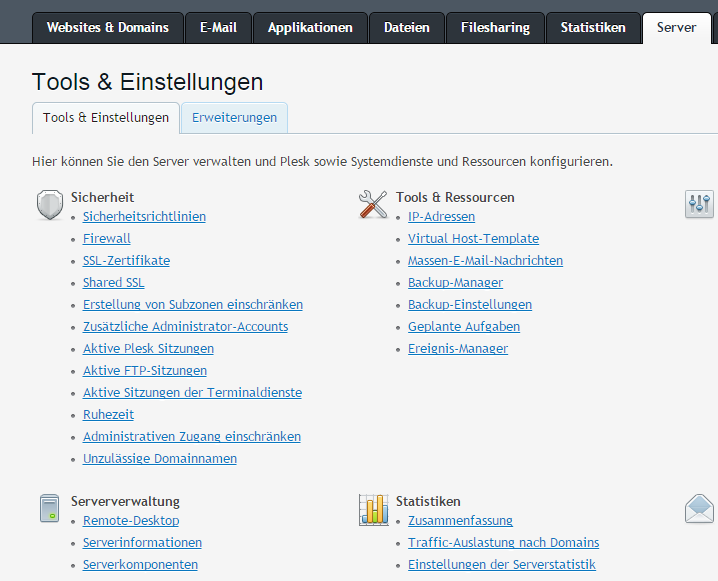 Websites & Domains E-Mail Applikationen Dateien Filesharing Statistiken Server
Tools & Einstellungen
Tools & Einstellungen Erweiterungen
Hier können Sie den Server verwalten und Plesk sowie Systemdienste und Ressourcen konfigurieren.
Sicherheit
Sicherheitsrichtlinien
Firewall
SSL-Zertifikate
Shared SSL
Erstellung von Subzonen einschränken
Zusätzliche Administrator-Accounts
Aktive Plesk Sitzungen
Aktive FTP-Sitzungen
Aktive Sitzungen der Terminaldienste
Ruhezeit
Administrativen Zugang einschränken
Unzulässige Domainnamen
Tools & Ressourcen
IP-Adressen
Virtual Host-Template
Massen-E-Mail-Nachrichten
Backup-Manager
Backup-Einstellungen
Geplante Aufgaben
Ereignis-Manager
Serververwaltung
Remote-Desktop
Serverinformationen
Serverkomponenten
Statistiken
Zusammenfassung
Traffic-Auslastung nach Domains
Einstellungen der Serverstatistik